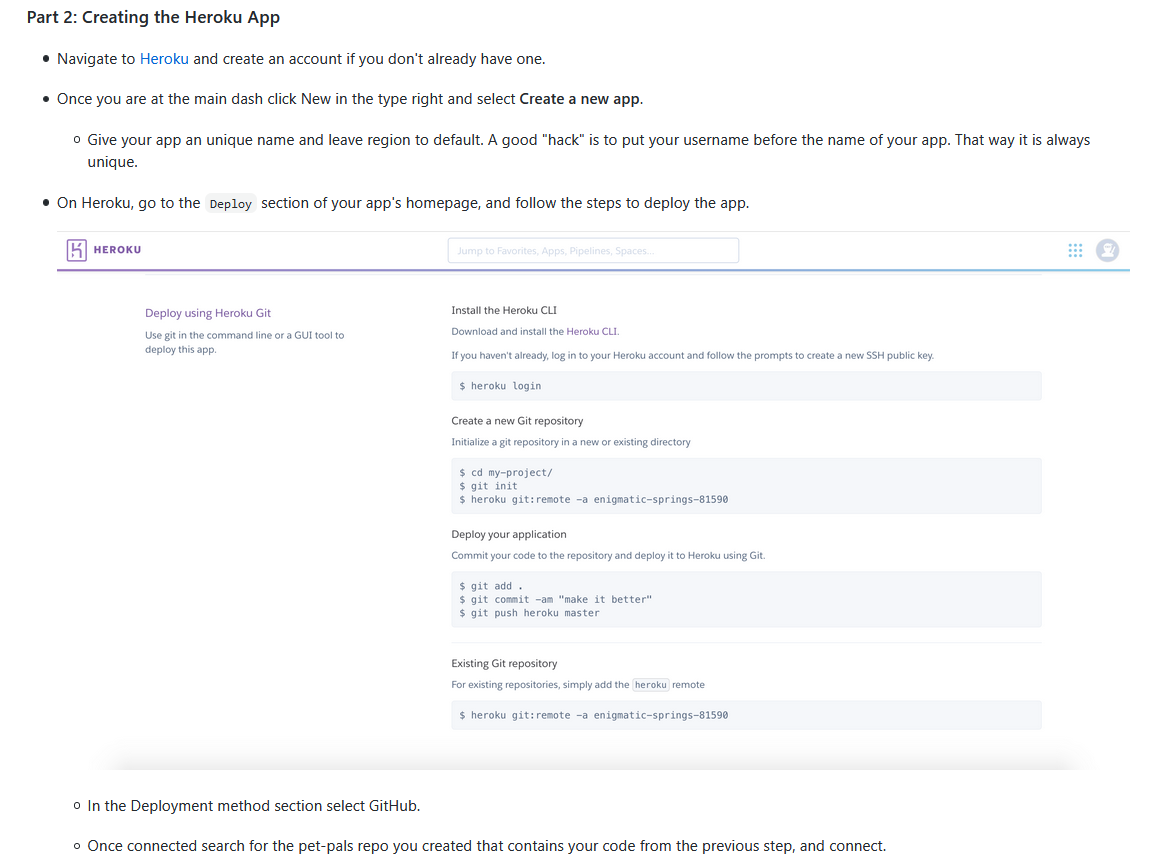 Part 2: Creating the Heroku App
Navigate to Heroku and create an account if you don't already have one.
Once you are at the main dash click New in the type right and select Create a new app.
Give your app an unique name and leave region to default. A good "hack" is to put your username before the name of your app. That way it is always
unique.
On Heroku, go to the Deploy section of your app's homepage, and follow the steps to deploy the app.
HEROKU
Jump to Favorites, Apps, Pipelines, Spaces...
Deploy using Heroku Git
Use git in the command line or a GUI tool to
deploy this app.
Install the Heroku CLI
Download and install the Heroku CLI.
If you haven't already, log in to your Heroku account and follow the prompts to create a new SSH public key.
$ heroku login
Create a new Git repository
Initialize a git repository in a new or existing directory
$ cd my-project/
$ git init
$ heroku git:remote -a enigmatic-springs-81590
Deploy your application
Commit your code to the repository and deploy it to Heroku using Git.
$ git add .
$ git commit -am "make it better"
$ git push heroku master
Existing Git repository
For existing repositories, simply add the heroku remote
$ heroku git:remote -a enigmatic-springs-81590
In the Deployment method section select GitHub.
Once connected search for the pet-pals repo you created that contains your code from the previous step, and connect.